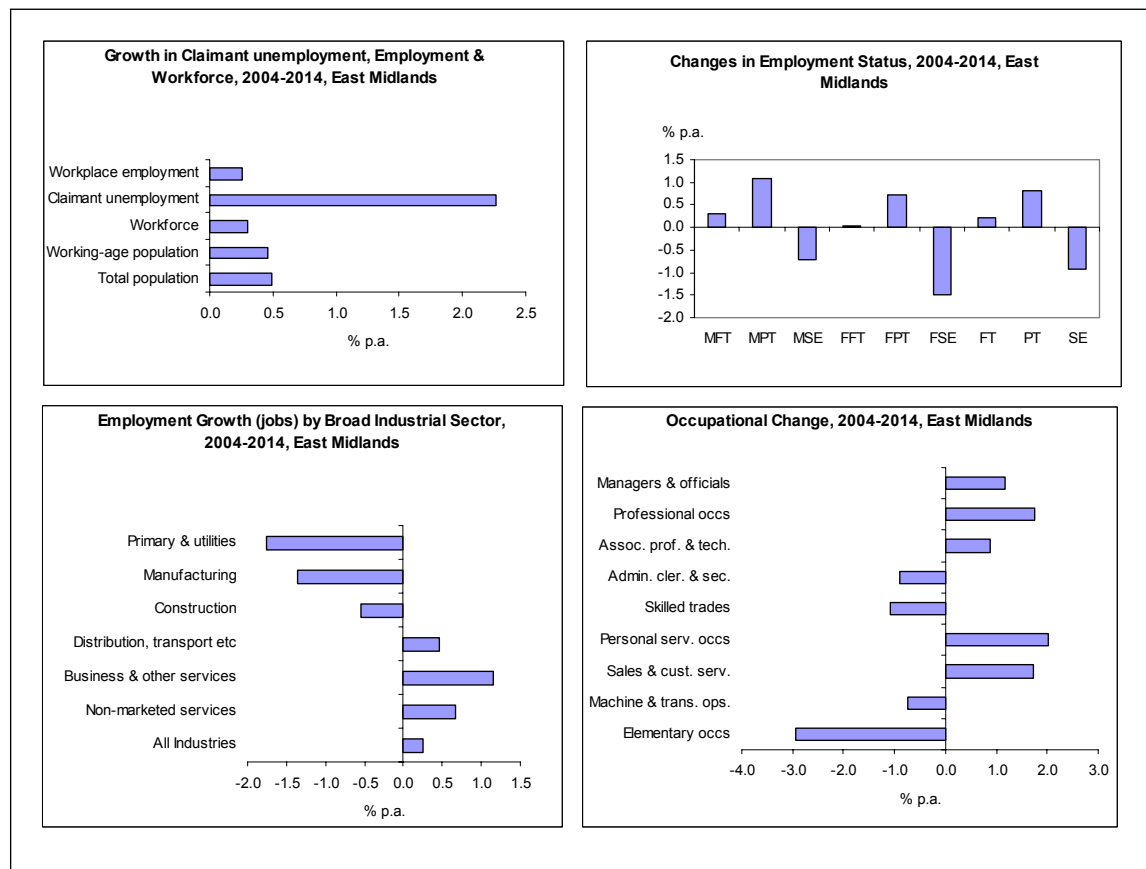 Growth in Claimant unemployment, Employment &
Workforce, 2004-2014, East Midlands
Workplace employment
Claimant unemployment
Workforce
Working-age population
Total population
0.0 0.5 1.0 1.5 2.0 2.5
% p.a.
Changes in Employment Status, 2004-2014, East
Midlands
% p.a.
1.5
1.0
0.5
0.0
-0.5
-1.0
-1.5
-2.0
MFT MPT MSE FFT FPT FSE FT PT SE
Employment Growth (jobs) by Broad Industrial Sector,
2004-2014, East Midlands
Primary & utilities
Manufacturing
Construction
Distribution, transport etc
Business & other services
Non-marketed services
All Industries
-2.0 -1.5 -1.0 -0.5 0.0 0.5 1.0 1.5
% p.a.
Occupational Change, 2004-2014, East Midlands
Managers & officials
Professional occs
Assoc. prof. & tech.
Admin. cler. & sec.
Skilled trades
Personal serv. occs
Sales & cust. serv.
Machine & trans. ops.
Elementary occs
-4.0 -3.0 -2.0 -1.0 0.0 1.0 2.0 3.0
% p.a.